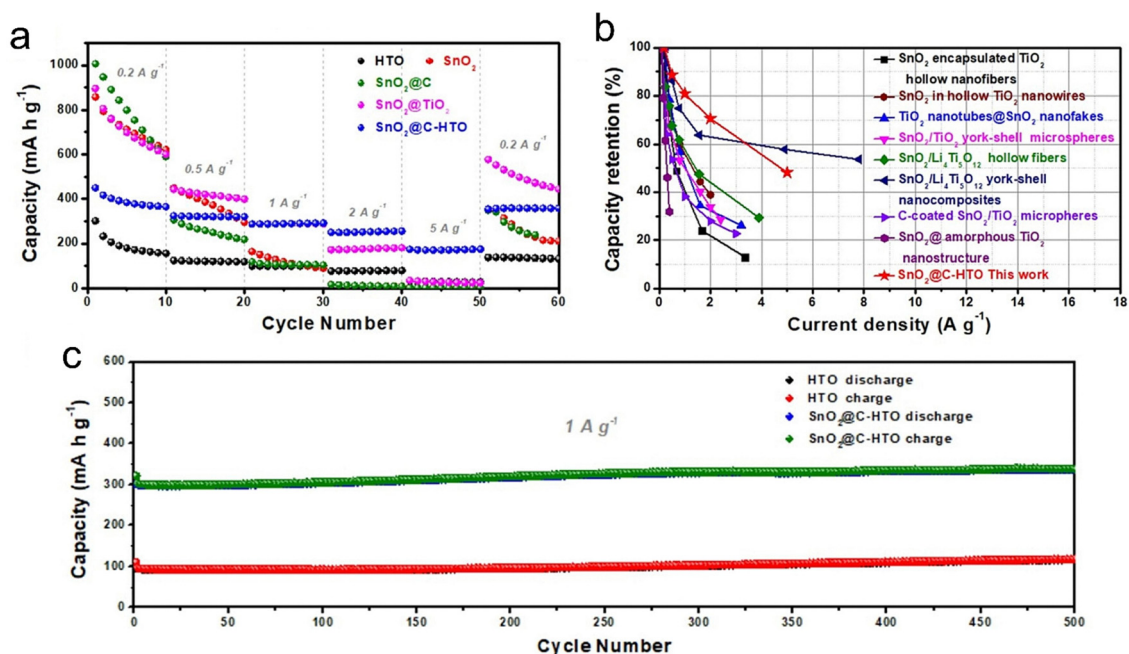 a
Capacity (mA h g⁻¹)
1000
800
600
400
200
0
0.2 A g⁻¹
0.5 A g⁻¹
1 A g⁻¹
2 A g⁻¹
5 A g⁻¹
0.2 A g⁻¹
HTO
SnO₂
SnO₂@C
SnO₂@TiO₂
SnO₂@C-HTO
0 10 20 30 40 50 60
Cycle Number
b
Capacity retention (%)
100
80
60
40
20
0
SnO₂ encapsulated TiO₂
hollow nanofibers
SnO₂ in hollow TiO₂ nanowires
TiO₂ nanotubes@SnO₂ nanofakes
SnO₂/TiO₂ york-shell microspheres
SnO₂/Li₄Ti₅O₁₂ hollow fibers
SnO₂/Li₄Ti₅O₁₂ york-shell
nanocomposites
C-coated SnO₂/TiO₂ micropheres
SnO₂@ amorphous TiO₂
nanostructure
SnO₂@C-HTO This work
0 2 4 6 8 10 12 14 16 18
Current density (A g⁻¹)
c
Capacity (mA h g⁻¹)
600
500
400
300
200
100
0
1 A g⁻¹
HTO discharge
HTO charge
SnO₂@C-HTO discharge
SnO₂@C-HTO charge
0 50 100 150 200 250 300 350 400 450 500
Cycle Number